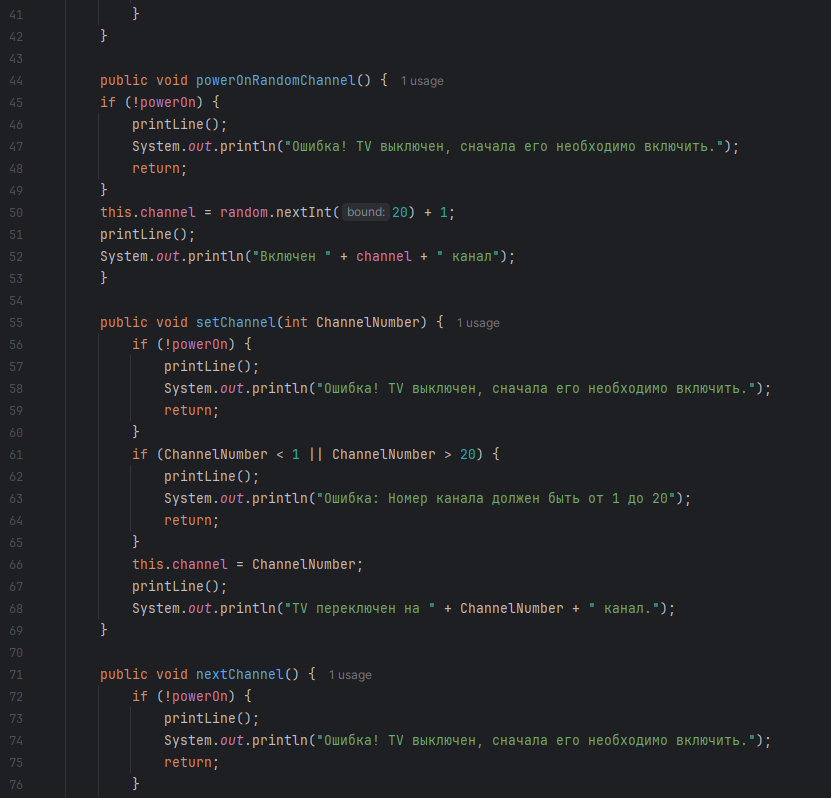 41 }
42 }
43
44 public void powerOnRandomChannel() { 1 usage
45 if (!powerOn) {
46 printLine();
47 System.out.println("Ошибка! TV выключен, сначала его необходимо включить.");
48 return;
49 }
50 this.channel = random.nextInt( bound: 20) + 1;
51 printLine();
52 System.out.println("Включен " + channel + " канал");
53 }
54
55 public void setChannel(int ChannelNumber) { 1 usage
56 if (!powerOn) {
57 printLine();
58 System.out.println("Ошибка! TV выключен, сначала его необходимо включить.");
59 return;
60 }
61 if (ChannelNumber < 1 || ChannelNumber > 20) {
62 printLine();
63 System.out.println("Ошибка: Номер канала должен быть от 1 до 20");
64 return;
65 }
66 this.channel = ChannelNumber;
67 printLine();
68 System.out.println("TV переключен на " + ChannelNumber + " канал.");
69 }
70
71 public void nextChannel() { 1 usage
72 if (!powerOn) {
73 printLine();
74 System.out.println("Ошибка! TV выключен, сначала его необходимо включить.");
75 return;
76 }